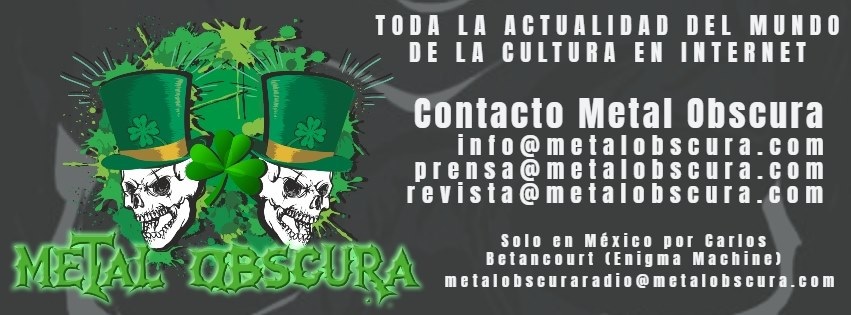 TODA LA ACTUALIDAD DEL MUNDO
DE LA CULTURA EN INTERNET
Contacto Metal Obscura
info@metalobscura.com
prensa@metalobscura.com
revista@metalobscura.com
METAL OBSCURA
Solo en México por Carlos
Betancourt (Enigma Machine)
metalobscuraradio@metalobscura.com